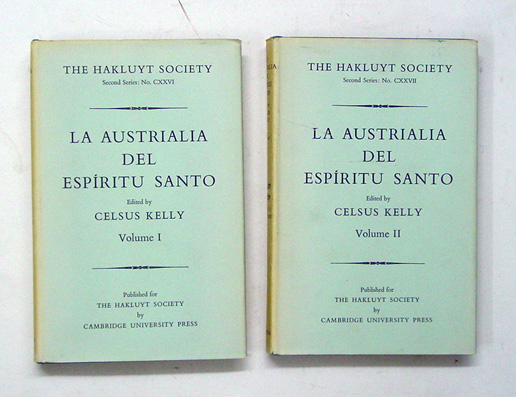 THE HAKLUYT SOCIETY
Second Series: No. CXXVI
LA AUSTRIALIA
DEL
ESPÍRITU SANTO
Edited by
CELSUS KELLY
Volume I
Published for
THE HAKLUYT SOCIETY
by
CAMBRIDGE UNIVERSITY PRESS
THE HAKLUYT SOCIETY
Second Series: No. CXXVII
LA AUSTRIALIA
DEL
ESPÍRITU SANTO
Edited by
CELSUS KELLY
Volume II
Published for
THE HAKLUYT SOCIETY
by
CAMBRIDGE UNIVERSITY PRESS